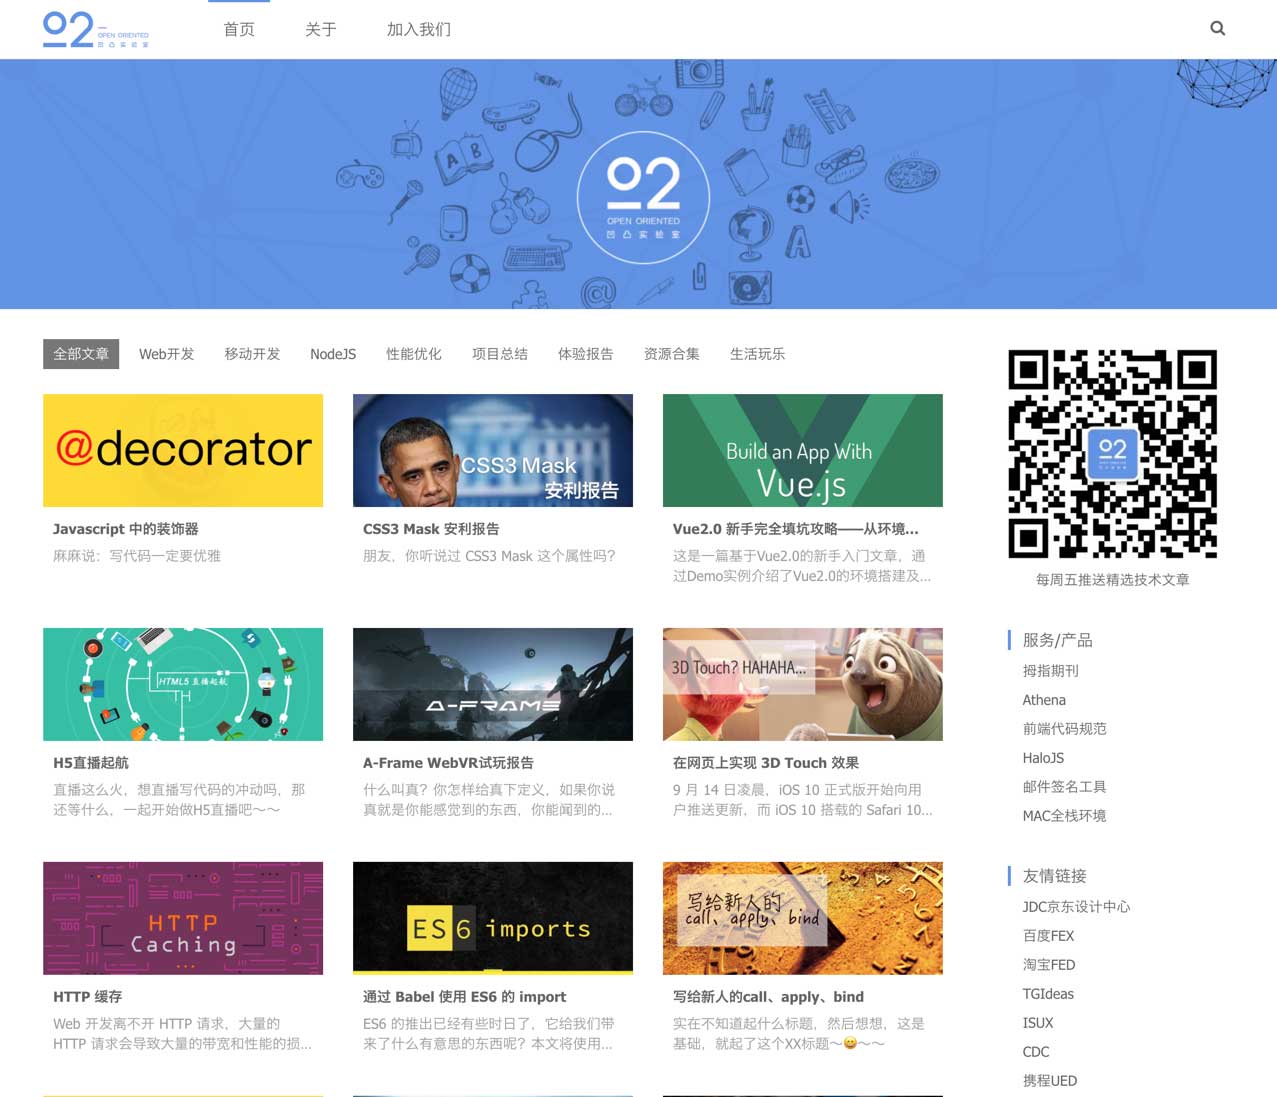 O2
OPEN ORIENTED
凹凸实验室
首页
关于
加入我们
A B
O2
OPEN ORIENTED
凹凸实验室
A
@
全部文章
Web开发
移动开发
NodeJS
性能优化
项目总结
体验报告
资源合集
生活玩乐
@decorator
Javascript 中的装饰器
麻麻说：写代码一定要优雅
CSS3 Mask
安利报告
CSS3 Mask 安利报告
朋友，你听说过 CSS3 Mask 这个属性吗？
Build an App With
Vue.js
Vue2.0 新手完全填坑攻略——从环境...
这是一篇基于Vue2.0的新手入门文章，通
过Demo实例介绍了Vue2.0的环境搭建及...
HTML5 直播起航
H5直播起航
直播这么火，想直播写代码的冲动吗，那
还等什么，一起开始做H5直播吧～～
A-FRAME
A-Frame WebVR试玩报告
什么叫真？你怎样给真下定义，如果你说
真就是你能感觉到的东西，你能闻到的...
3D Touch? HAHAHA...
在网页上实现 3D Touch 效果
9 月 14 日凌晨，iOS 10 正式版开始向用
户推送更新，而 iOS 10 搭载的 Safari 10...
HTTP
Caching
HTTP 缓存
Web 开发离不开 HTTP 请求，大量的
HTTP 请求会导致大量的带宽和性能的损...
ES6 imports
通过 Babel 使用 ES6 的 import
ES6 的推出已经有些时日了，它给我们带
来了什么有意思的东西呢？本文将使用...
写给新人的
call、apply、bind
写给新人的call、apply、bind
实在不知道起什么标题，然后想想，这是
基础，就起了这个XX标题～😀～～
O2
每周五推送精选技术文章
服务/产品
拇指期刊
Athena
前端代码规范
HaloJS
邮件签名工具
MAC全栈环境
友情链接
JDC京东设计中心
百度FEX
淘宝FED
TGIdeas
ISUX
CDC
携程UED